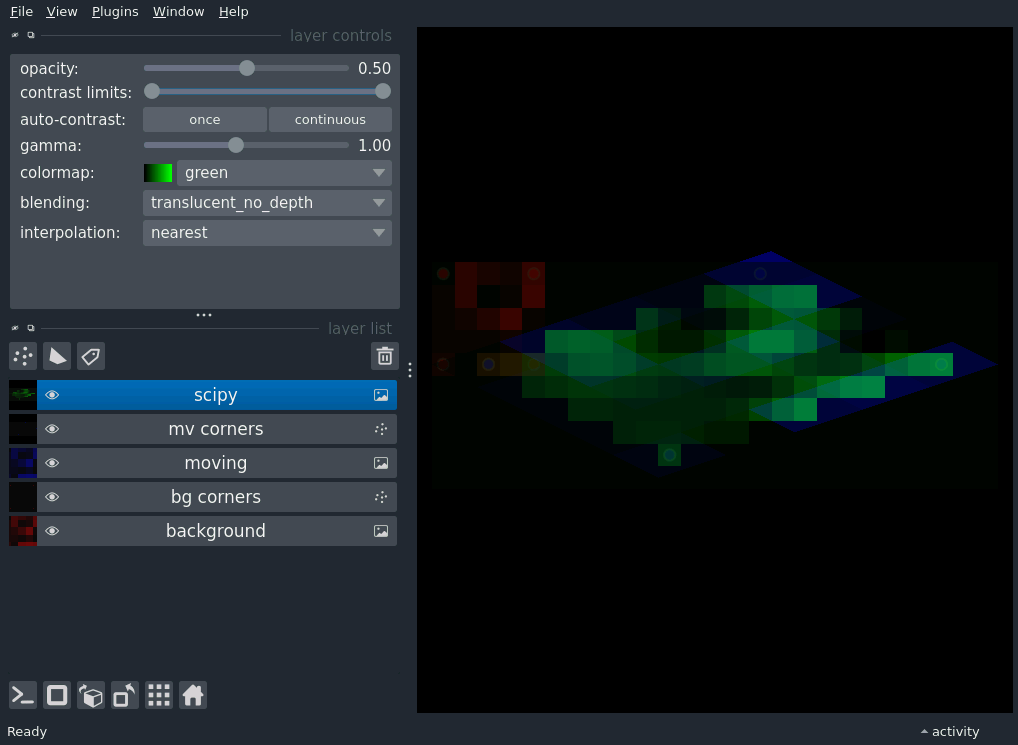 File View Plugins Window Help
layer controls
opacity: 0.50
contrast limits:
auto-contrast: once continuous
gamma: 1.00
colormap: green
blending: translucent_no_depth
interpolation: nearest
layer list
scipy
mv corners
moving
bg corners
background
Ready activity